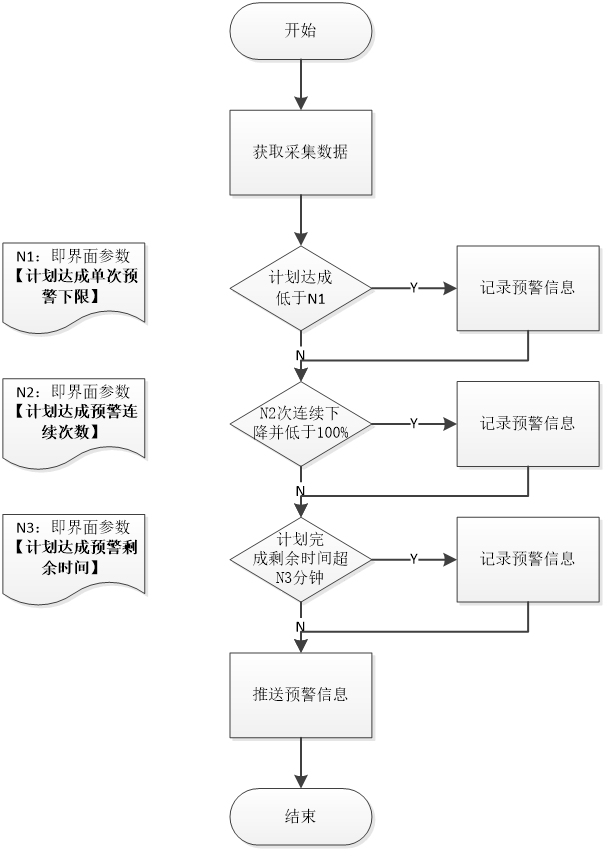 开始
获取采集数据
N1：即界面参数
【计划达成单次预
警下限】
计划达成
低于N1
Y
记录预警信息
N
N2：即界面参数
【计划达成预警连
续次数】
N2次连续下
降并低于100%
Y
记录预警信息
N
N3：即界面参数
【计划达成预警剩
余时间】
计划完
成剩余时间超
N3分钟
Y
记录预警信息
N
推送预警信息
结束